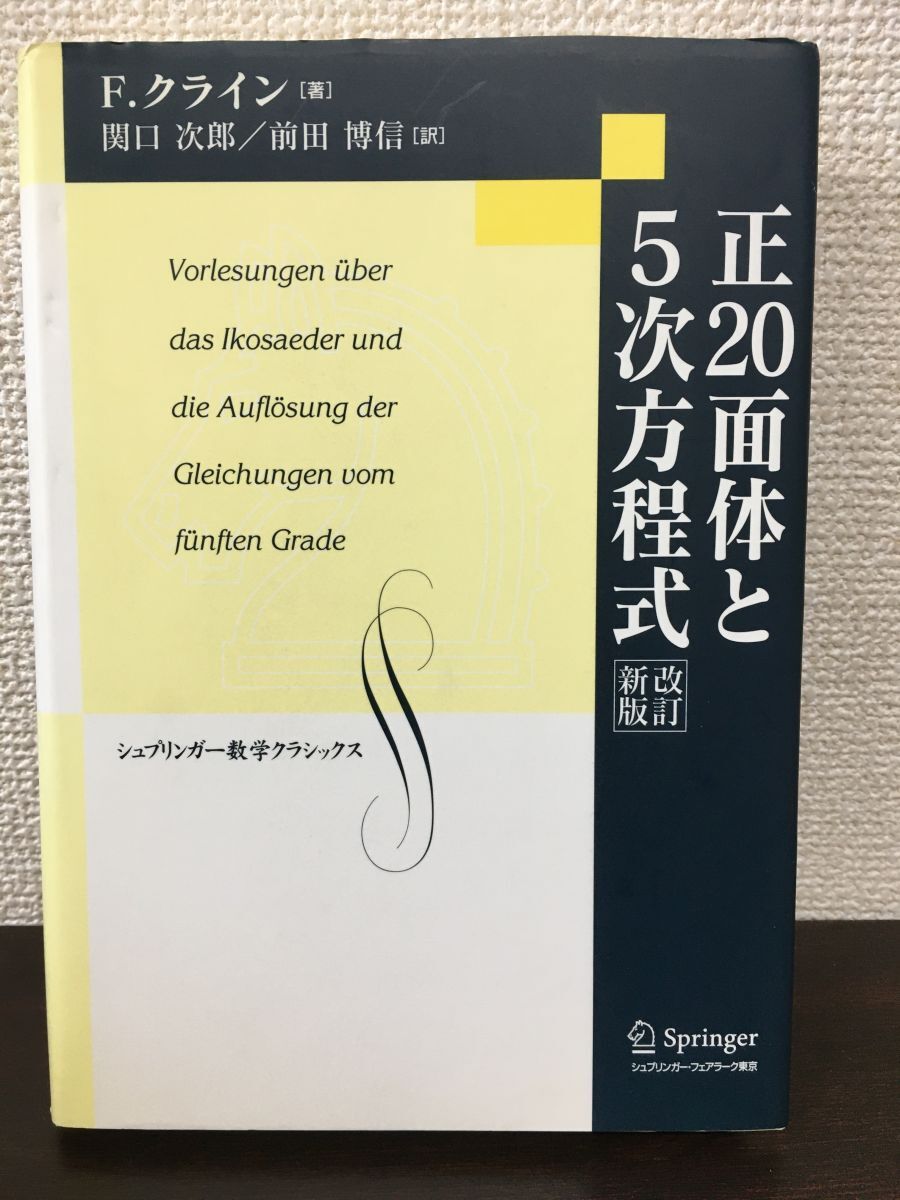 F.クライン[著]
関口 次郎/前田 博信[訳]
正20面体と
5次方程式
改訂
新版
Vorlesungen über
das Ikosaeder und
die Auflösung der
Gleichungen vom
fünften Grade
シュプリンガー数学クラシックス
Springer
シュプリンガー・フェアラーク東京